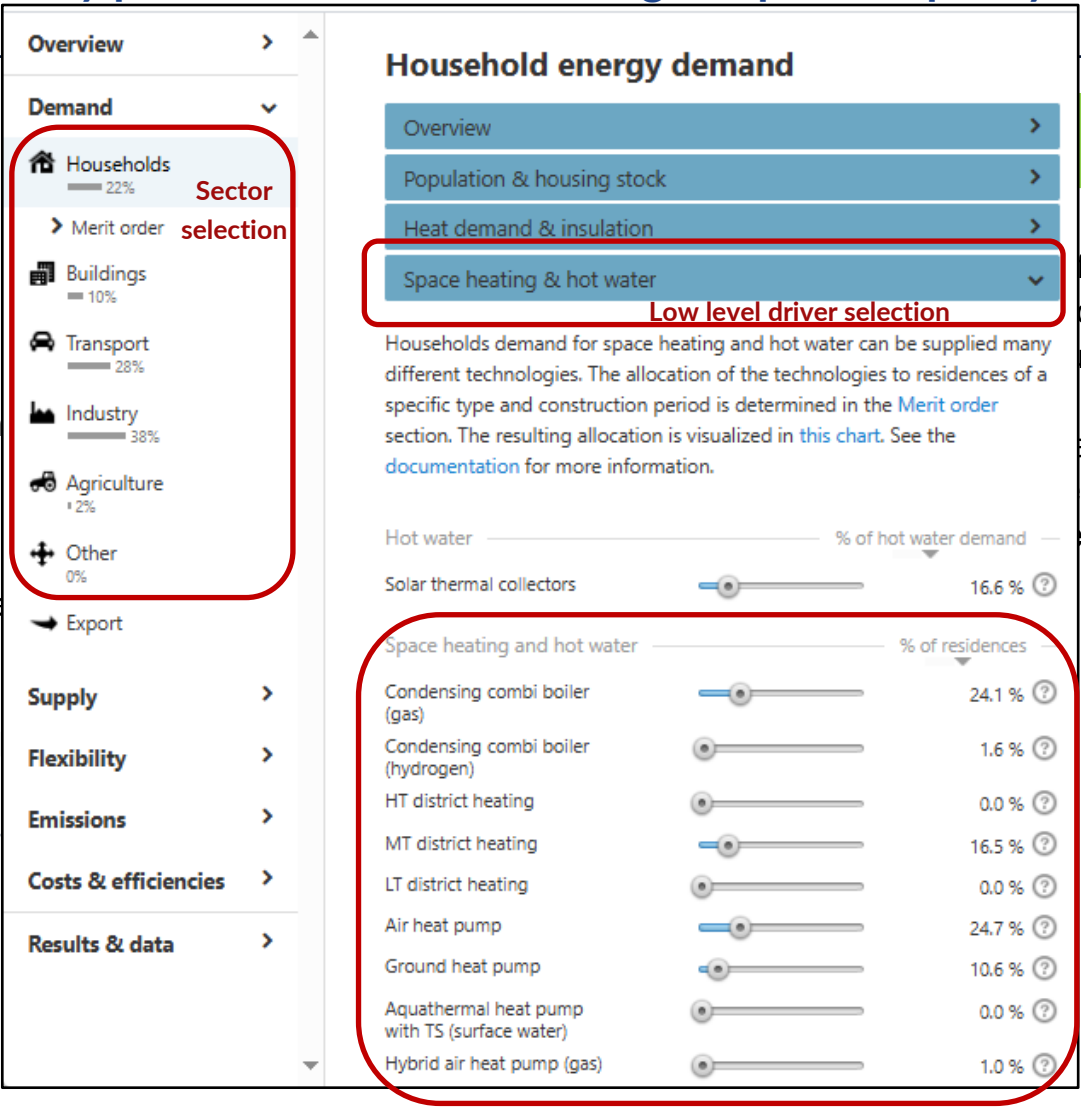 Overview
Demand
Households
22%
Merit order
Sector
selection
Buildings
10%
Transport
28%
Industry
38%
Agriculture
2%
Other
0%
Export
Supply
Flexibility
Emissions
Costs & efficiencies
Results & data
Household energy demand
Overview
Population & housing stock
Heat demand & insulation
Space heating & hot water
Low level driver selection
Households demand for space heating and hot water can be supplied many
different technologies. The allocation of the technologies to residences of a
specific type and construction period is determined in the Merit order
section. The resulting allocation is visualized in this chart. See the
documentation for more information.
Hot water % of hot water demand
Solar thermal collectors 16.6 % ?
Space heating and hot water % of residences
Condensing combi boiler
(gas) 24.1 % ?
Condensing combi boiler
(hydrogen) 1.6 % ?
HT district heating 0.0 % ?
MT district heating 16.5 % ?
LT district heating 0.0 % ?
Air heat pump 24.7 % ?
Ground heat pump 10.6 % ?
Aquathermal heat pump
with TS (surface water) 0.0 % ?
Hybrid air heat pump (gas) 1.0 % ?